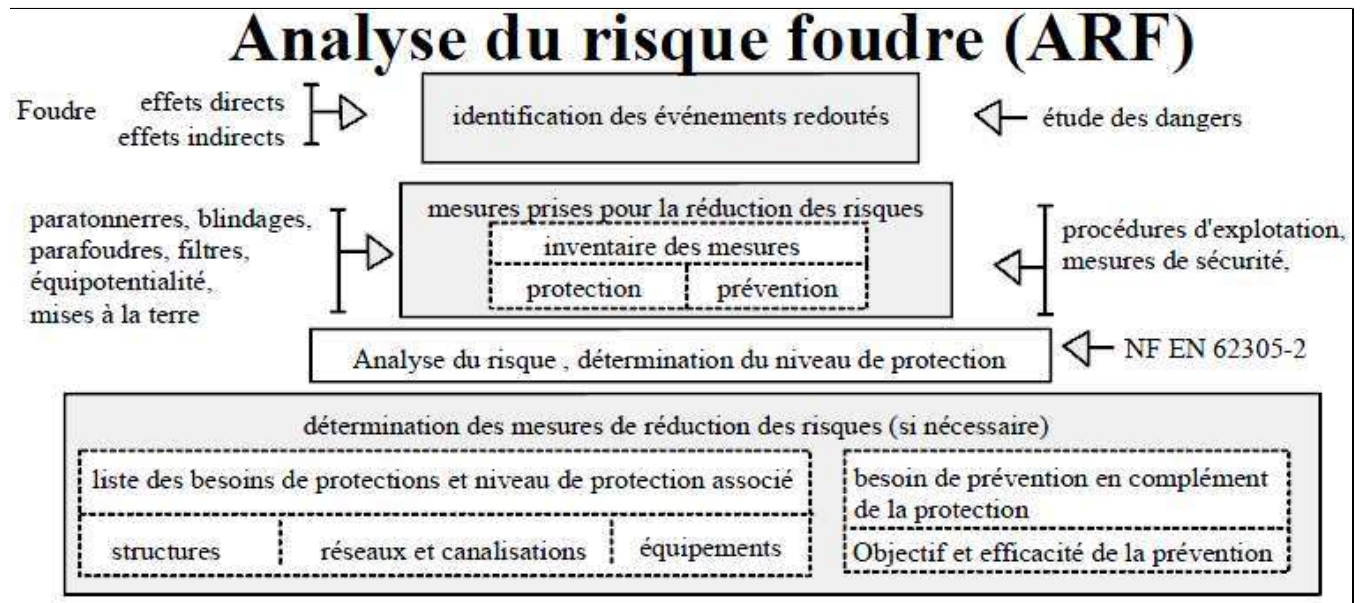 Analyse du risque foudre (ARF)
Foudre
effets directs
effets indirects
identification des événements redoutés
étude des dangers
paratonnerres, blindages,
parafoudres, filtres,
équipotentialité,
mises à la terre
mesures prises pour la réduction des risques
inventaire des mesures
protection
prévention
procédures d'explotation,
mesures de sécurité,
Analyse du risque , détermination du niveau de protection
NF EN 62305-2
détermination des mesures de réduction des risques (si nécessaire)
liste des besoins de protections et niveau de protection associé
structures
réseaux et canalisations
équipements
besoin de prévention en complément
de la protection
Objectif et efficacité de la prévention